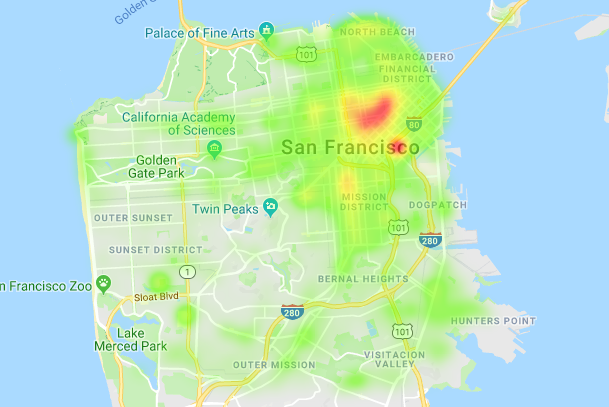 Golden G
Palace of Fine Arts
101
NORTH BEACH
EMBARCADERO
FINANCIAL
DISTRICT
California Academy
of Sciences
80
San Francisco
Golden
Gate Park
Twin Peaks
MISSION
DISTRICT
DOGPATCH
OUTER SUNSET
101
280
SUNSET DISTRICT
1
BERNAL HEIGHTS
n Francisco Zoo
Sloat Blvd
280
HUNTERS POINT
101
Lake
Merced Park
VISITACION
VALLEY
OUTER MISSION